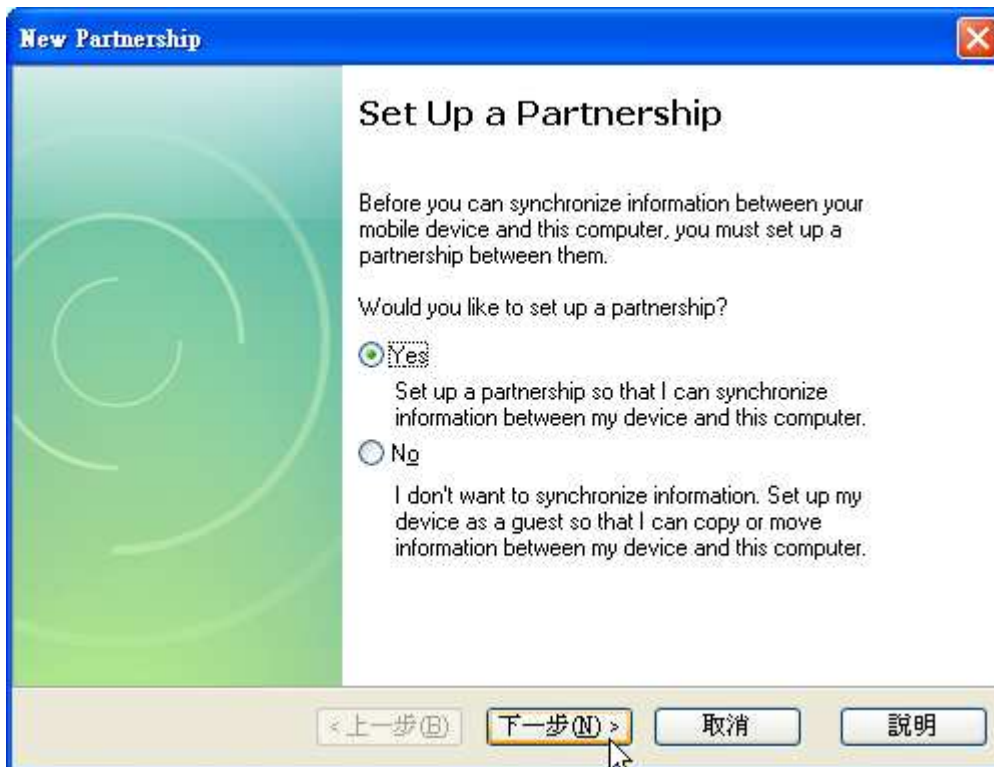 New Partnership
Set Up a Partnership
Before you can synchronize information between your
mobile device and this computer, you must set up a
partnership between them.
Would you like to set up a partnership?
Yes
Set up a partnership so that I can synchronize
information between my device and this computer.
No
I don't want to synchronize information. Set up my
device as a guest so that I can copy or move
information between my device and this computer.
<上一步(B) 下一步(N) > 取消 說明